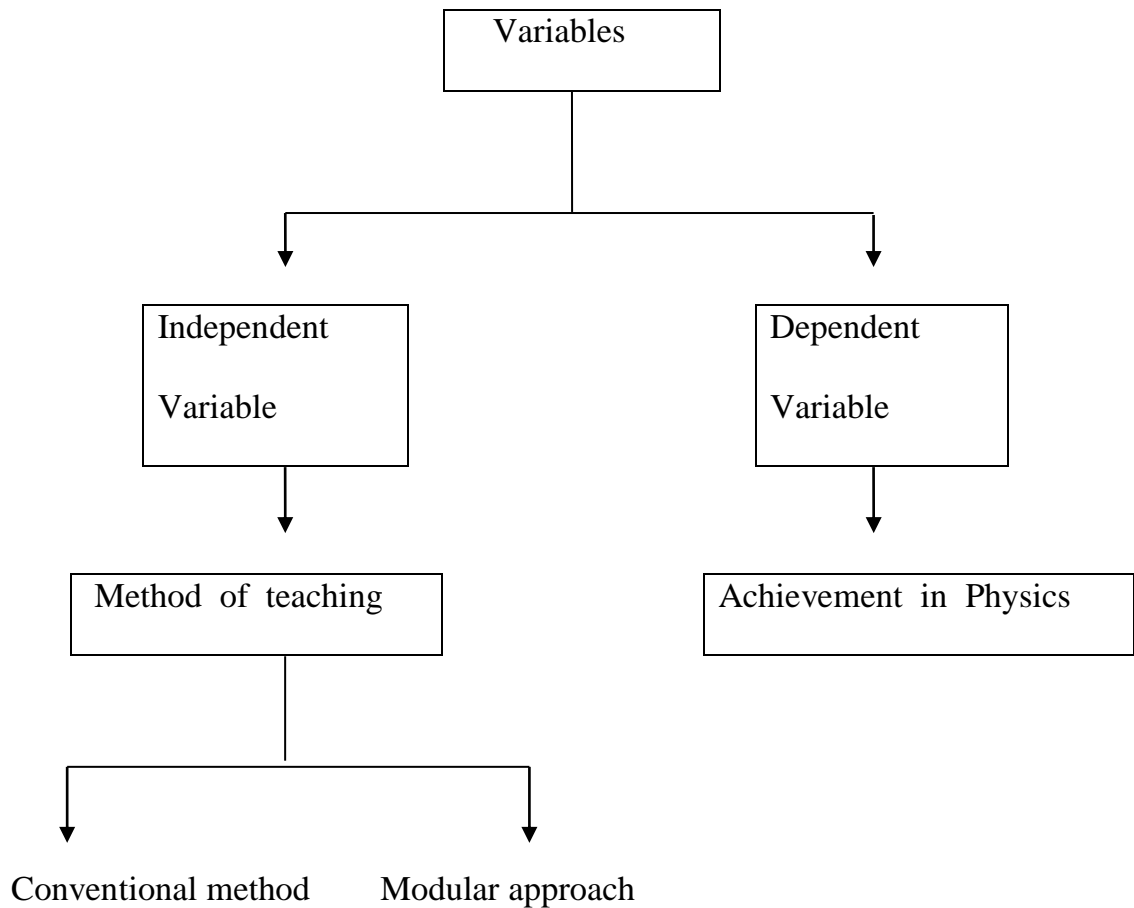 Variables
Independent
Variable
Dependent
Variable
Method of teaching
Achievement in Physics
Conventional method
Modular approach